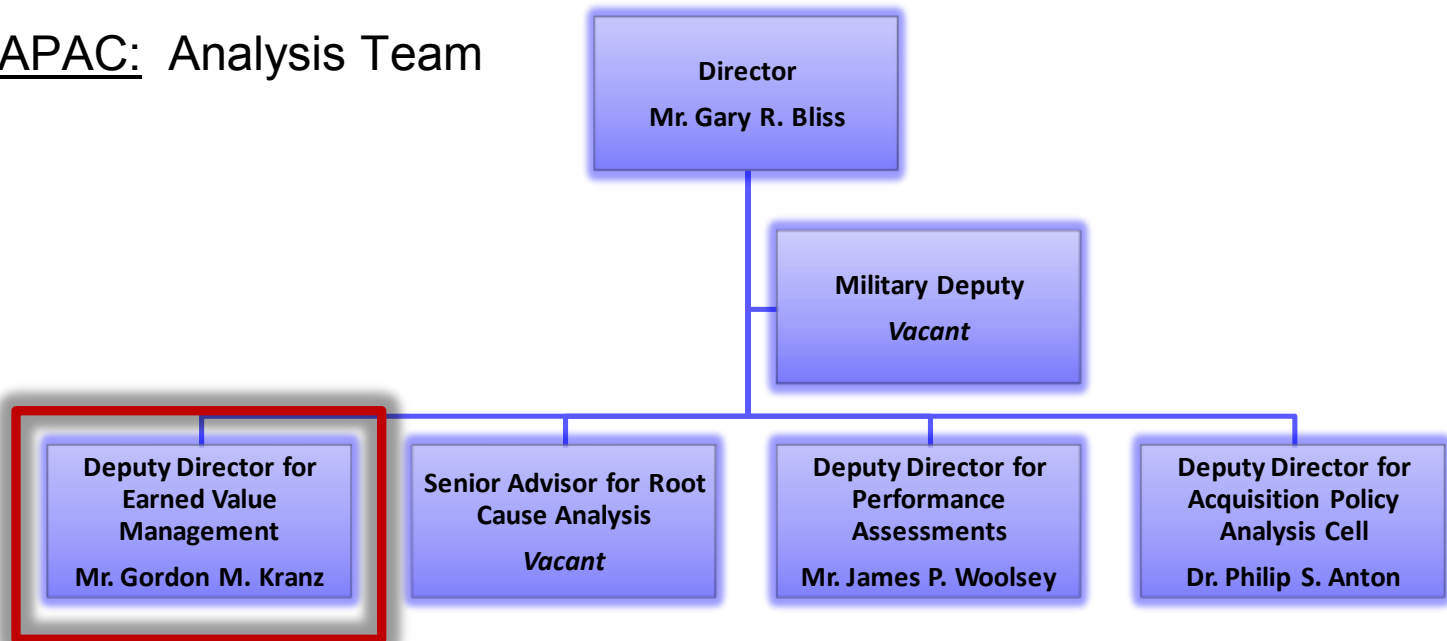 APAC: Analysis Team
Director
Mr. Gary R. Bliss
Military Deputy
Vacant
Deputy Director for
Earned Value
Management
Mr. Gordon M. Kranz
Senior Advisor for Root
Cause Analysis
Vacant
Deputy Director for
Performance
Assessments
Mr. James P. Woolsey
Deputy Director for
Acquisition Policy
Analysis Cell
Dr. Philip S. Anton